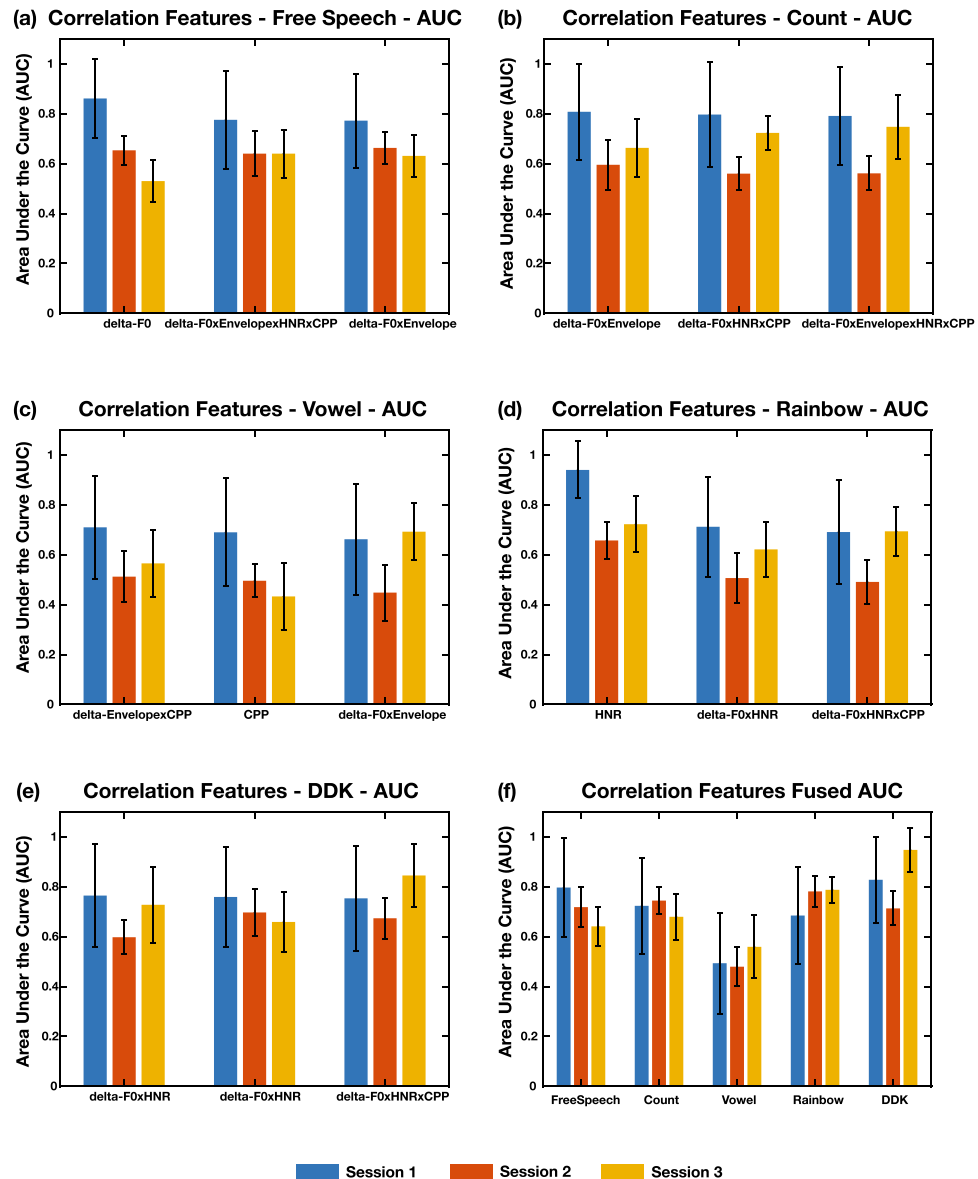 (a) Correlation Features - Free Speech - AUC
Area Under the Curve (AUC)
1
0.8
0.6
0.4
0.2
0
delta-F0 delta-F0xEnvelopexHNRxCPP delta-F0xEnvelope
(b) Correlation Features - Count - AUC
Area Under the Curve (AUC)
1
0.8
0.6
0.4
0.2
0
delta-F0xEnvelope delta-F0xHNRxCPP delta-F0xEnvelopexHNRxCPP
(c) Correlation Features - Vowel - AUC
Area Under the Curve (AUC)
1
0.8
0.6
0.4
0.2
0
delta-EnvelopexCPP CPP delta-F0xEnvelope
(d) Correlation Features - Rainbow - AUC
Area Under the Curve (AUC)
1
0.8
0.6
0.4
0.2
0
HNR delta-F0xHNR delta-F0xHNRxCPP
(e) Correlation Features - DDK - AUC
Area Under the Curve (AUC)
1
0.8
0.6
0.4
0.2
0
delta-F0xHNR delta-F0xHNR delta-F0xHNRxCPP
(f) Correlation Features Fused AUC
Area Under the Curve (AUC)
1
0.8
0.6
0.4
0.2
0
FreeSpeech Count Vowel Rainbow DDK
Session 1 Session 2 Session 3